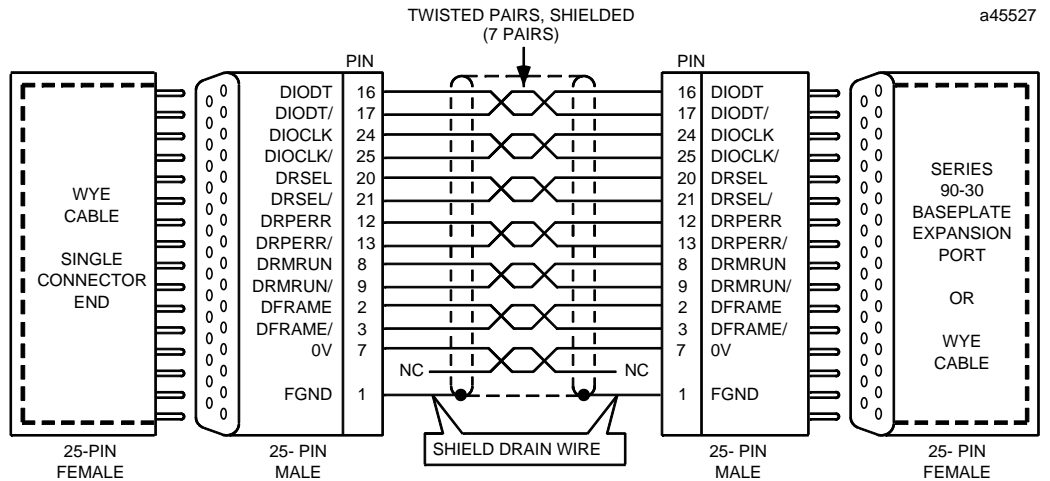 TWISTED PAIRS, SHIELDED
(7 PAIRS)
a45527
PIN
PIN
WYE
CABLE
SINGLE
CONNECTOR
END
DIODT 16
DIODT/ 17
DIOCLK 24
DIOCLK/ 25
DRSEL 20
DRSEL/ 21
DRPERR 12
DRPERR/ 13
DRMRUN 8
DRMRUN/ 9
DFRAME 2
DFRAME/ 3
0V 7
FGND 1
NC
NC
SHIELD DRAIN WIRE
16 DIODT
17 DIODT/
24 DIOCLK
25 DIOCLK/
20 DRSEL
21 DRSEL/
12 DRPERR
13 DRPERR/
8 DRMRUN
9 DRMRUN/
2 DFRAME
3 DFRAME/
7 0V
1 FGND
SERIES
90-30
BASEPLATE
EXPANSION
PORT
OR
WYE
CABLE
25-PIN
FEMALE
25- PIN
MALE
25- PIN
MALE
25- PIN
FEMALE